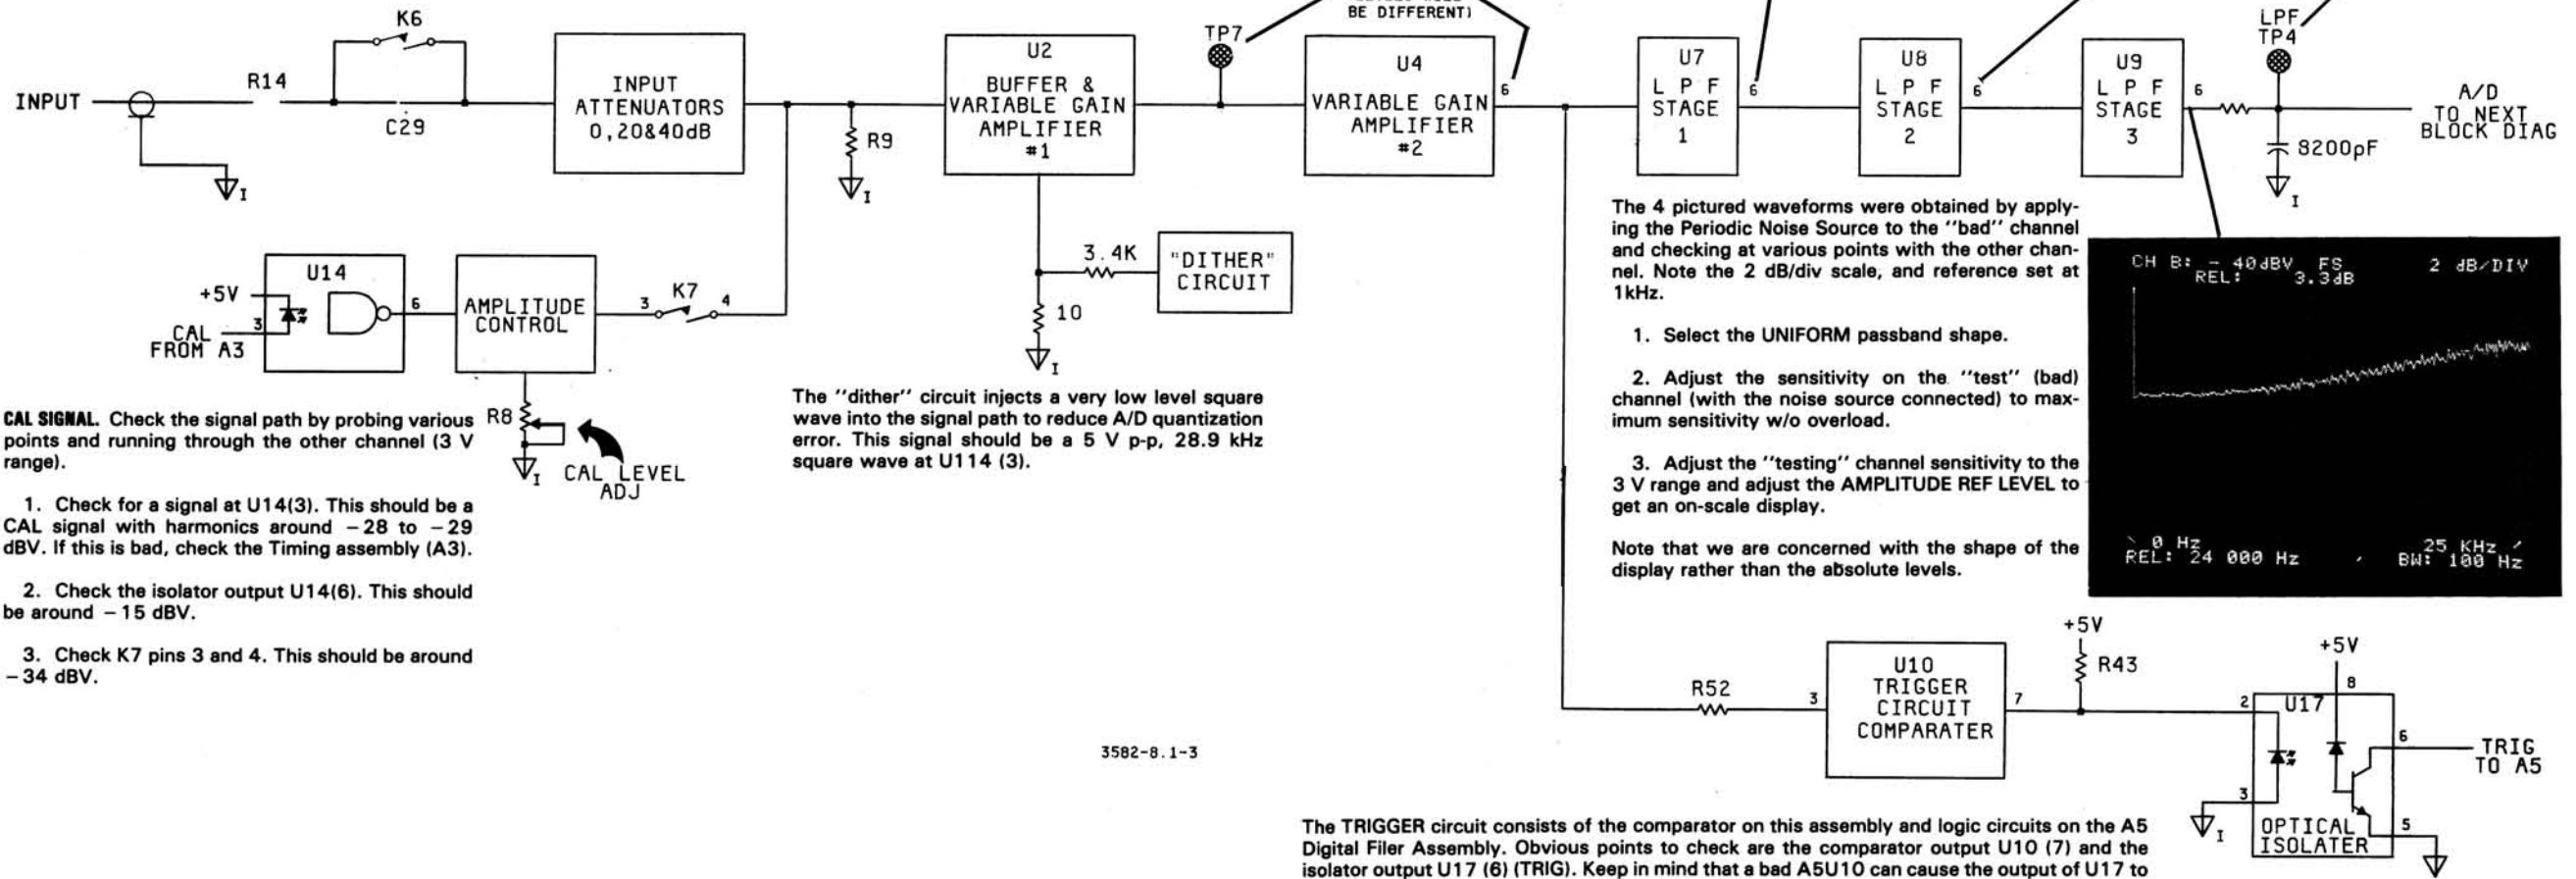 BE DIFFERENT)
K6
TP7
LPF
TP4
INPUT
R14
C29
INPUT
ATTENUATORS
0,20&40dB
R9
I
I
U2
BUFFER &
VARIABLE GAIN
AMPLIFIER
#1
U4
VARIABLE GAIN
AMPLIFIER
#2
6
U7
L P F
STAGE
1
6
U8
L P F
STAGE
2
6
U9
L P F
STAGE
3
6
A/D
TO NEXT
BLOCK DIAG
8200pF
I
3.4K
"DITHER"
CIRCUIT
10
I
+5V
CAL
FROM A3
3
U14
6
AMPLITUDE
CONTROL
3
K7
4
R8
I
CAL LEVEL
ADJ
CAL SIGNAL. Check the signal path by probing various
points and running through the other channel (3 V
range).
1. Check for a signal at U14(3). This should be a
CAL signal with harmonics around – 28 to – 29
dBV. If this is bad, check the Timing assembly (A3).
2. Check the isolator output U14(6). This should
be around – 15 dBV.
3. Check K7 pins 3 and 4. This should be around
– 34 dBV.
The ''dither'' circuit injects a very low level square
wave into the signal path to reduce A/D quantization
error. This signal should be a 5 V p-p, 28.9 kHz
square wave at U114 (3).
The 4 pictured waveforms were obtained by apply-
ing the Periodic Noise Source to the ''bad'' channel
and checking at various points with the other chan-
nel. Note the 2 dB/div scale, and reference set at
1kHz.
1. Select the UNIFORM passband shape.
2. Adjust the sensitivity on the ''test'' (bad)
channel (with the noise source connected) to max-
imum sensitivity w/o overload.
3. Adjust the ''testing'' channel sensitivity to the
3 V range and adjust the AMPLITUDE REF LEVEL to
get an on-scale display.
Note that we are concerned with the shape of the
display rather than the absolute levels.
CH B: - 40dBV FS 2 dB/DIV
REL: 3.3dB
0 Hz 25 KHz
REL: 24 000 Hz BW: 100 Hz
R52
3
U10
TRIGGER
CIRCUIT
COMPARATER
7
+5V
R43
+5V
8
2
U17
6
TRIG
TO A5
3
I
5
OPTICAL
ISOLATER
3582-8.1-3
The TRIGGER circuit consists of the comparator on this assembly and logic circuits on the A5
Digital Filer Assembly. Obvious points to check are the comparator output U10 (7) and the
isolator output U17 (6) (TRIG). Keep in mind that a bad A5U10 can cause the output of U17 to